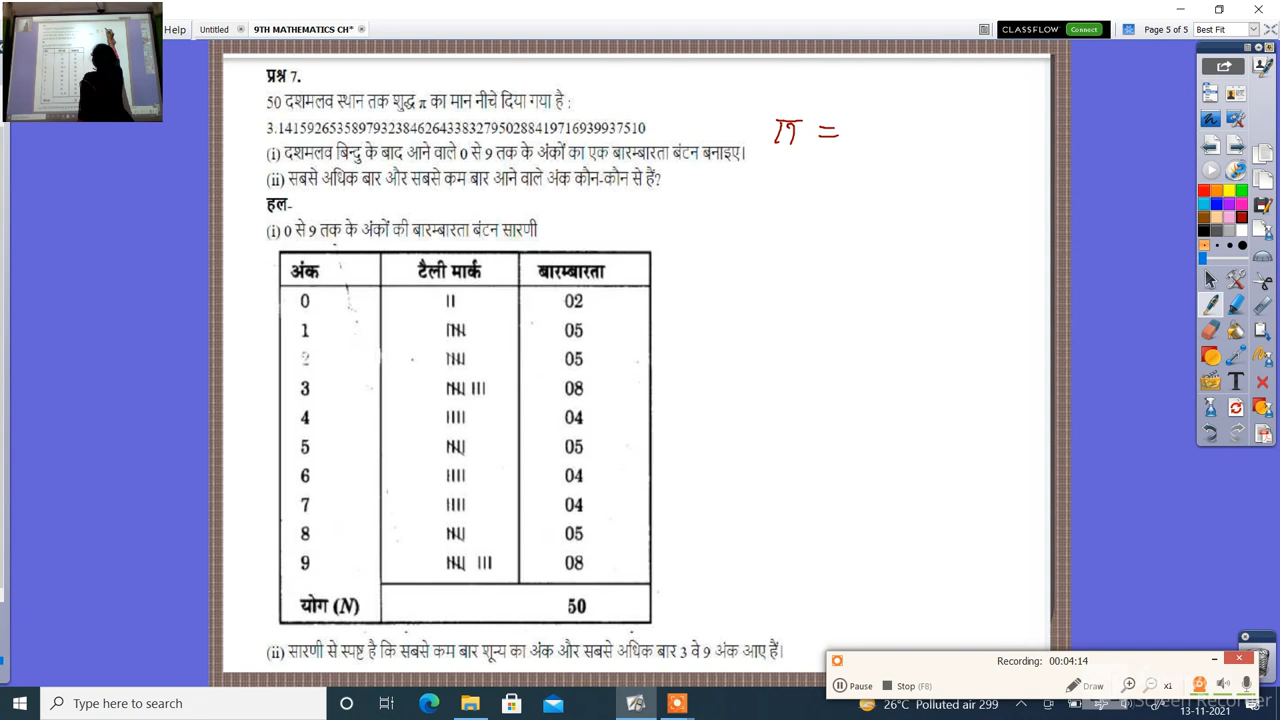 Help Untitled 9TH MATHEMATICS CH* CLASSFLOW Connect Page 5 of 5 Best Fit
प्रश्न 7.
50 दशमलव स्थान तक शुद्ध π का मान नीचे दिया गया है :
3.14159265358979323846264338327950288419716939937510
π =
(i) दशमलव बिन्दु के बाद आने वाले 0 से 9 तक के अंकों का एक बारम्बारता बंटन बनाइए।
(ii) सबसे अधिक बार और सबसे कम बार आने वाले अंक कौन-कौन से हैं?
हल-
(i) 0 से 9 तक के अंकों की बारम्बारता बंटन सारणी
अंक टैली मार्क बारम्बारता
0 02
1 05
2 05
3 08
4 04
5 05
6 04
7 04
8 05
9 08
योग (N) 50
(ii) सारणी से स्पष्ट है कि सबसे कम बार शून्य का अंक और सबसे अधिक बार 3 वे 9 अंक आए हैं।
Recording: 00:04:14
Pause Stop (F8) Draw x1
Screen Recorder
Type here to search 26°C Polluted air 299 13-11-2021